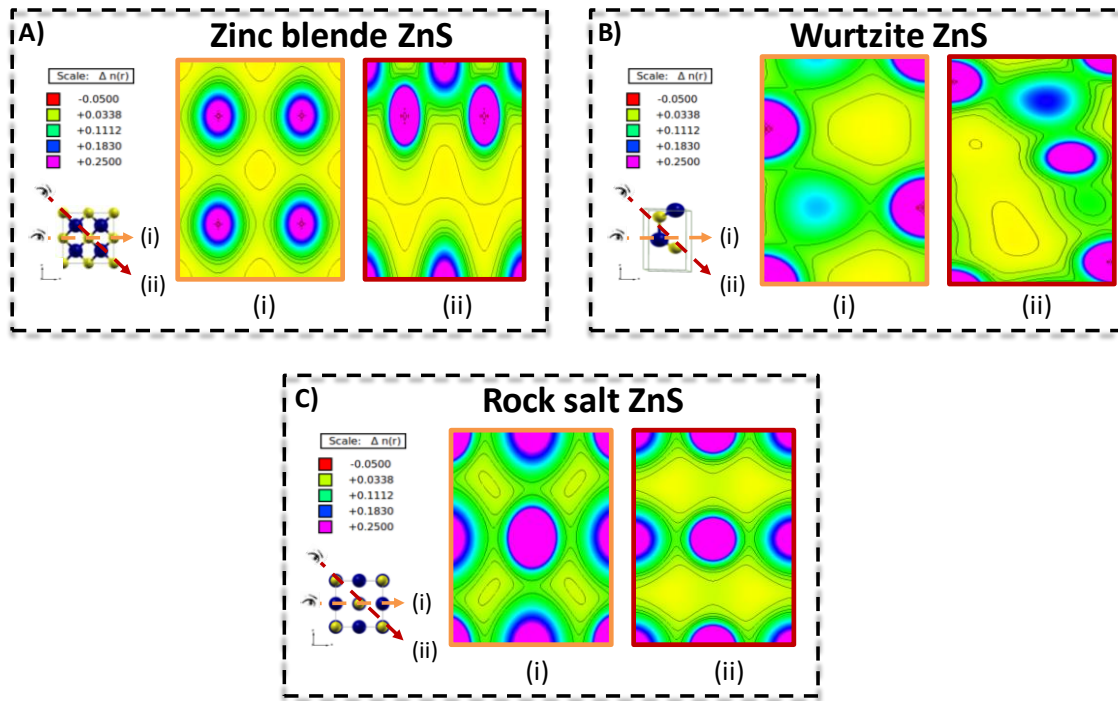 A)
Zinc blende ZnS
Scale: Δ n(r)
-0.0500
+0.0338
+0.1112
+0.1830
+0.2500
(i)
(ii)
(i)
(ii)
B)
Wurtzite ZnS
Scale: Δ n(r)
-0.0500
+0.0338
+0.1112
+0.1830
+0.2500
(i)
(ii)
(i)
(ii)
C)
Rock salt ZnS
Scale: Δ n(r)
-0.0500
+0.0338
+0.1112
+0.1830
+0.2500
(i)
(ii)
(i)
(ii)